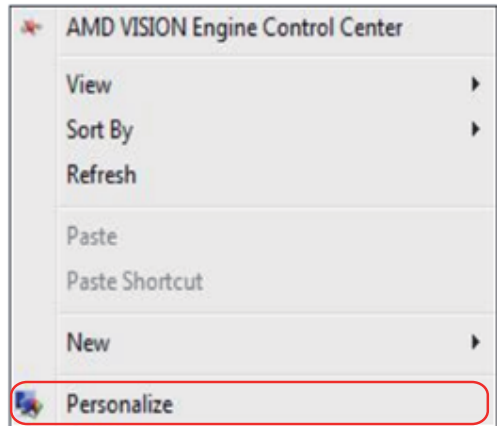 AMD VISION Engine Control Center
View
Sort By
Refresh
Paste
Paste Shortcut
New
Personalize